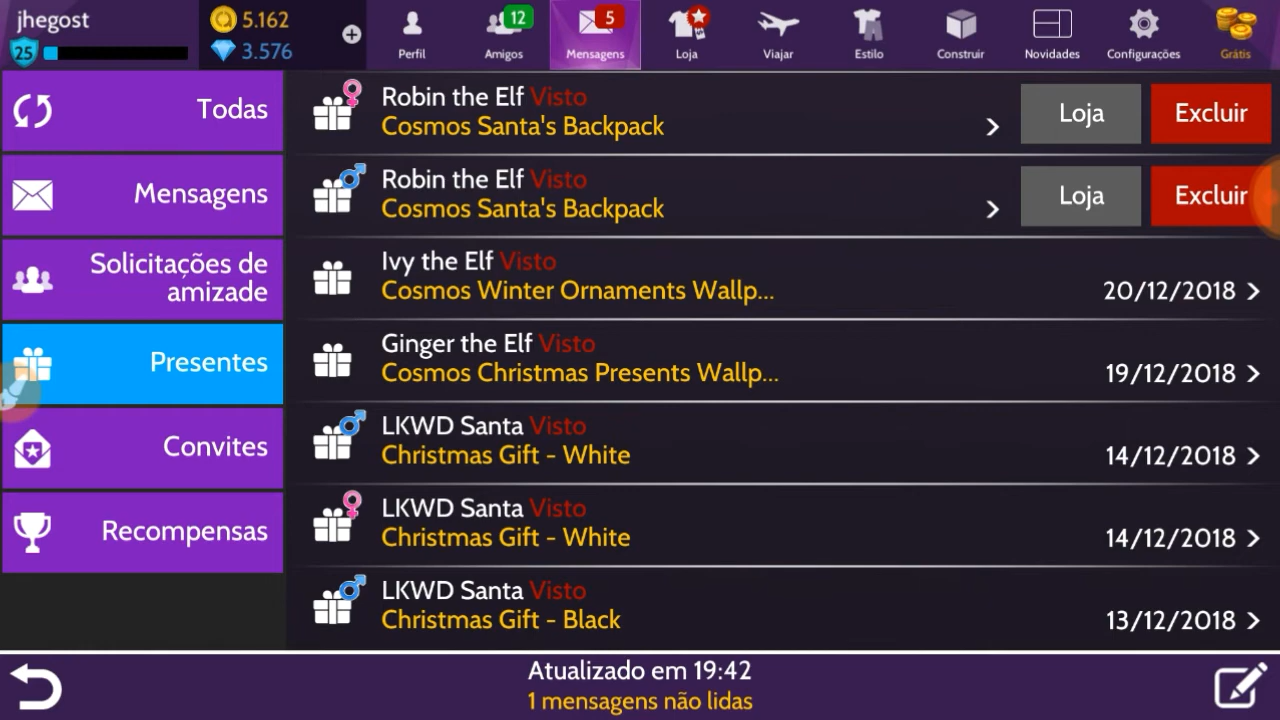 jhegost
25
5.162
3.576
Perfil
12
Amigos
5
Mensagens
Loja
Viajar
Estilo
Construir
Novidades
Configurações
Grátis
Todas
Mensagens
Solicitações de
amizade
Presentes
Convites
Recompensas
Robin the Elf Visto
Cosmos Santa's Backpack
Loja
Excluir
Robin the Elf Visto
Cosmos Santa's Backpack
Loja
Excluir
Ivy the Elf Visto
Cosmos Winter Ornaments Wallp...
20/12/2018
Ginger the Elf Visto
Cosmos Christmas Presents Wallp...
19/12/2018
LKWD Santa Visto
Christmas Gift - White
14/12/2018
LKWD Santa Visto
Christmas Gift - White
14/12/2018
LKWD Santa Visto
Christmas Gift - Black
13/12/2018
Atualizado em 19:42
1 mensagens não lidas